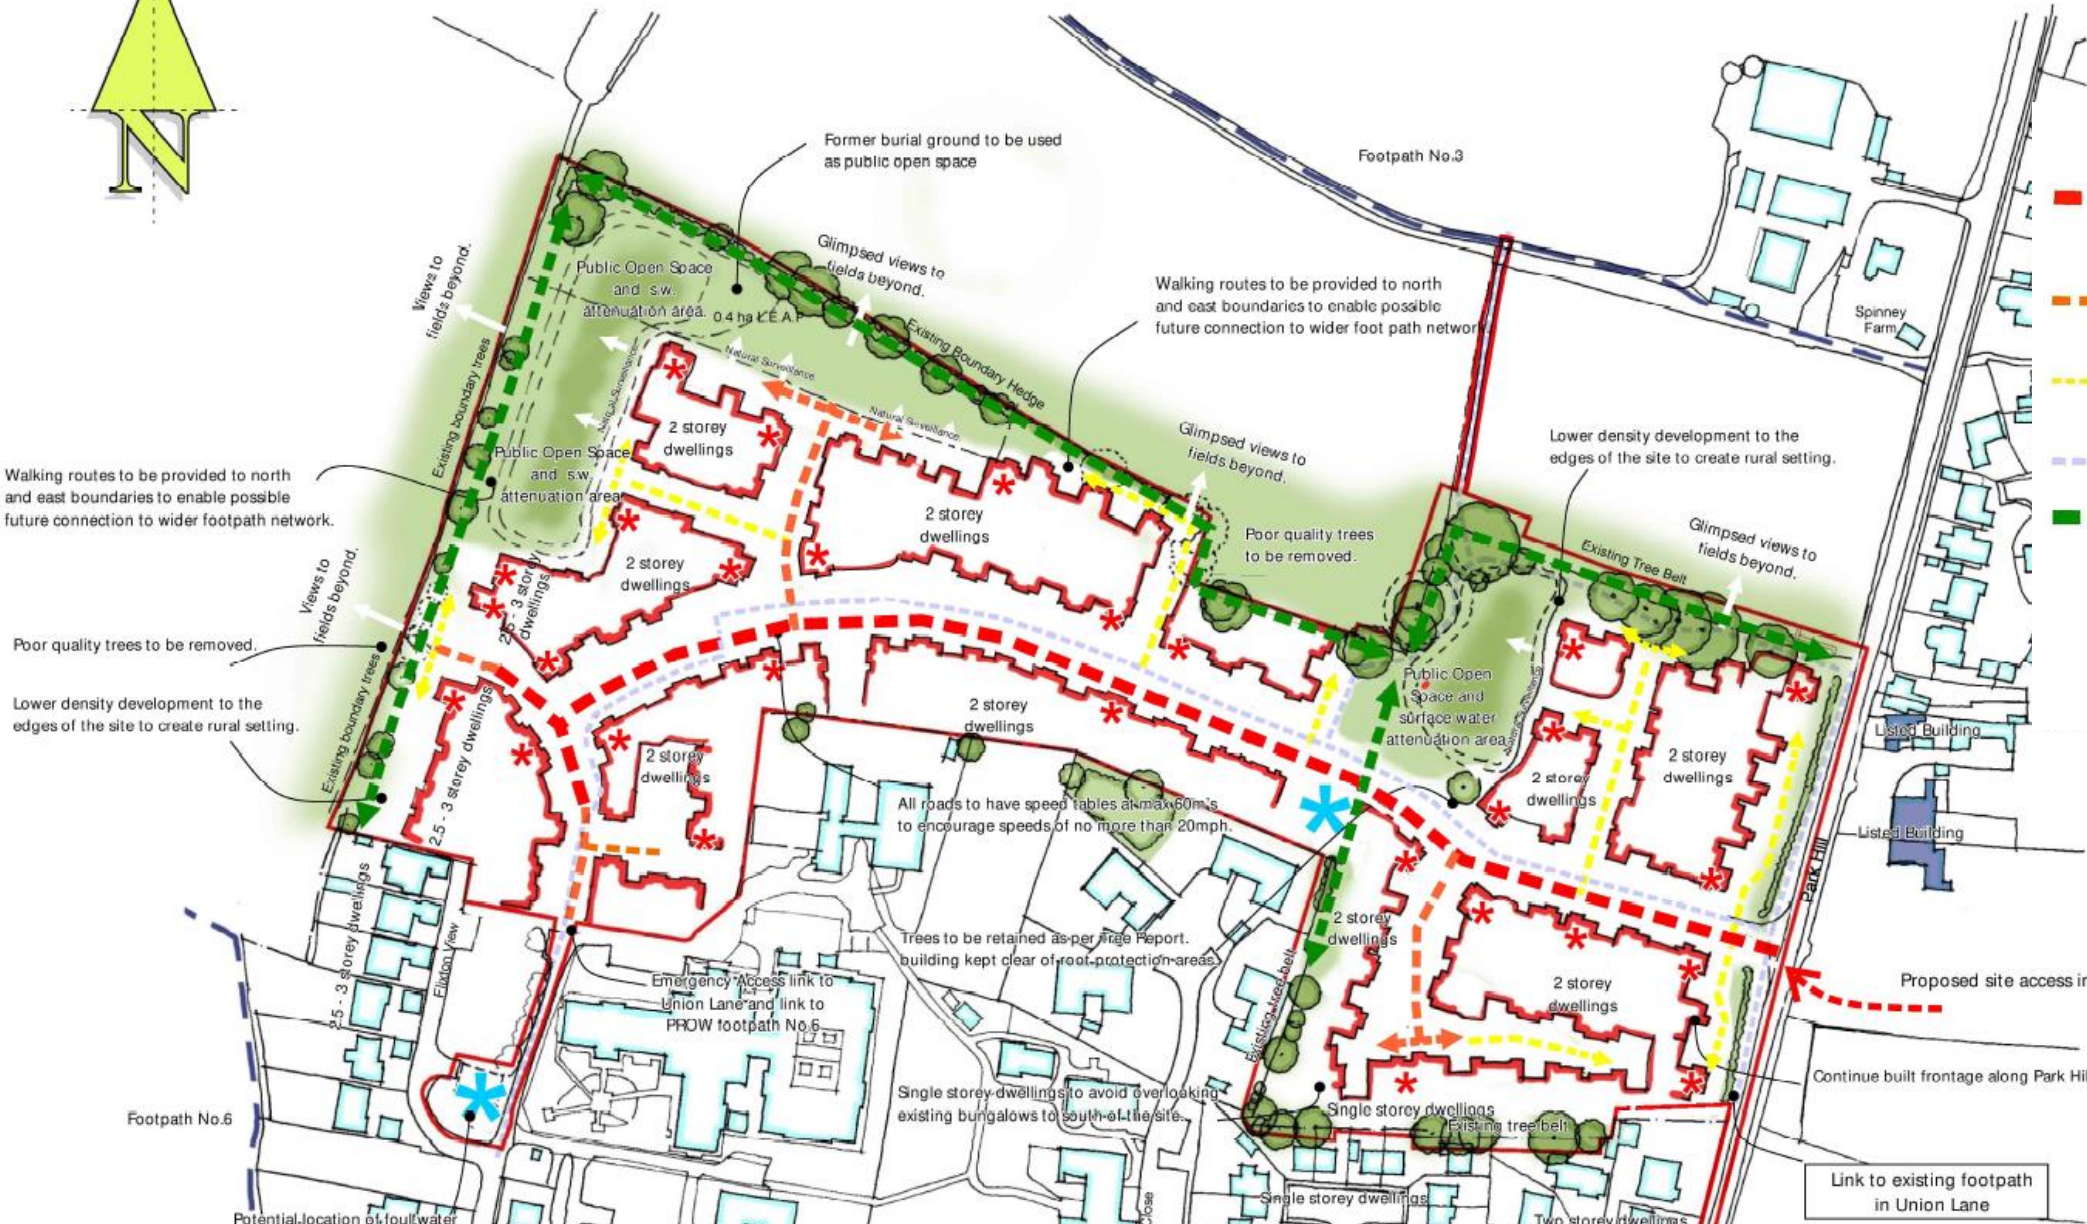 N
Former burial ground to be used
as public open space
Footpath No.3
Views to
fields beyond.
Public Open Space
and s.w.
attenuation area.
0.4 ha L.E.A.P
Glimpsed views to
fields beyond.
Walking routes to be provided to north
and east boundaries to enable possible
future connection to wider foot path network.
Spinney
Farm
Existing boundary trees
Natural Surveillance
Natural Surveillance
Natural Surveillance
Existing Boundary Hedge
2 storey
dwellings
Lower density development to the
edges of the site to create rural setting.
Glimpsed views to
fields beyond.
Walking routes to be provided to north
and east boundaries to enable possible
future connection to wider footpath network.
Public Open Space
and s.w.
attenuation area
2 storey
dwellings
Poor quality trees
to be removed.
Existing Tree Belt
Glimpsed views to
fields beyond.
Views to
fields beyond.
2.5 - 3 storey
dwellings
2 storey
dwellings
Poor quality trees to be removed.
Lower density development to the
edges of the site to create rural setting.
Existing boundary trees
2.5 - 3 storey dwellings
2 storey
dwellings
2 storey
dwellings
Public Open
Space and
surface water
attenuation area
2 storey
dwellings
2 storey
dwellings
Listed Building
Listed Building
Park Hill
All roads to have speed tables at max 60m's
to encourage speeds of no more than 20mph.
2.5 - 3 storey dwellings
Flixton View
Trees to be retained as per Tree Report.
building kept clear of root protection areas.
2 storey
dwellings
Existing tree belt
2 storey
dwellings
Proposed site access in
Emergency Access link to
Union Lane and link to
PROW footpath No.6
Continue built frontage along Park Hil
Single storey dwellings to avoid overlooking
existing bungalows to south of the site.
Single storey dwellings
Existing tree belt
Footpath No.6
Link to existing footpath
in Union Lane
Single storey dwellings
Close
Two storey dwellings
Potential location of foul water